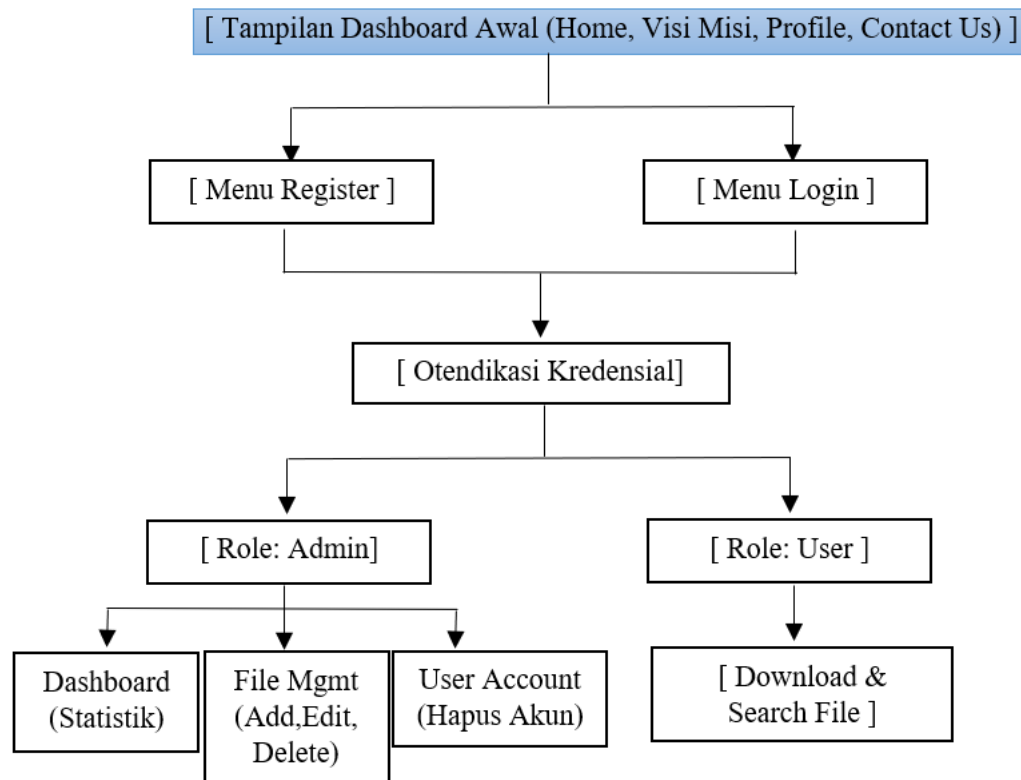 [ Tampilan Dashboard Awal (Home, Visi Misi, Profile, Contact Us) ]
[ Menu Register ]
[ Menu Login ]
[ Otendikasi Kredensial]
[ Role: Admin]
[ Role: User ]
Dashboard
(Statistik)
File Mgmt
(Add,Edit,
Delete)
User Account
(Hapus Akun)
[ Download &
Search File ]